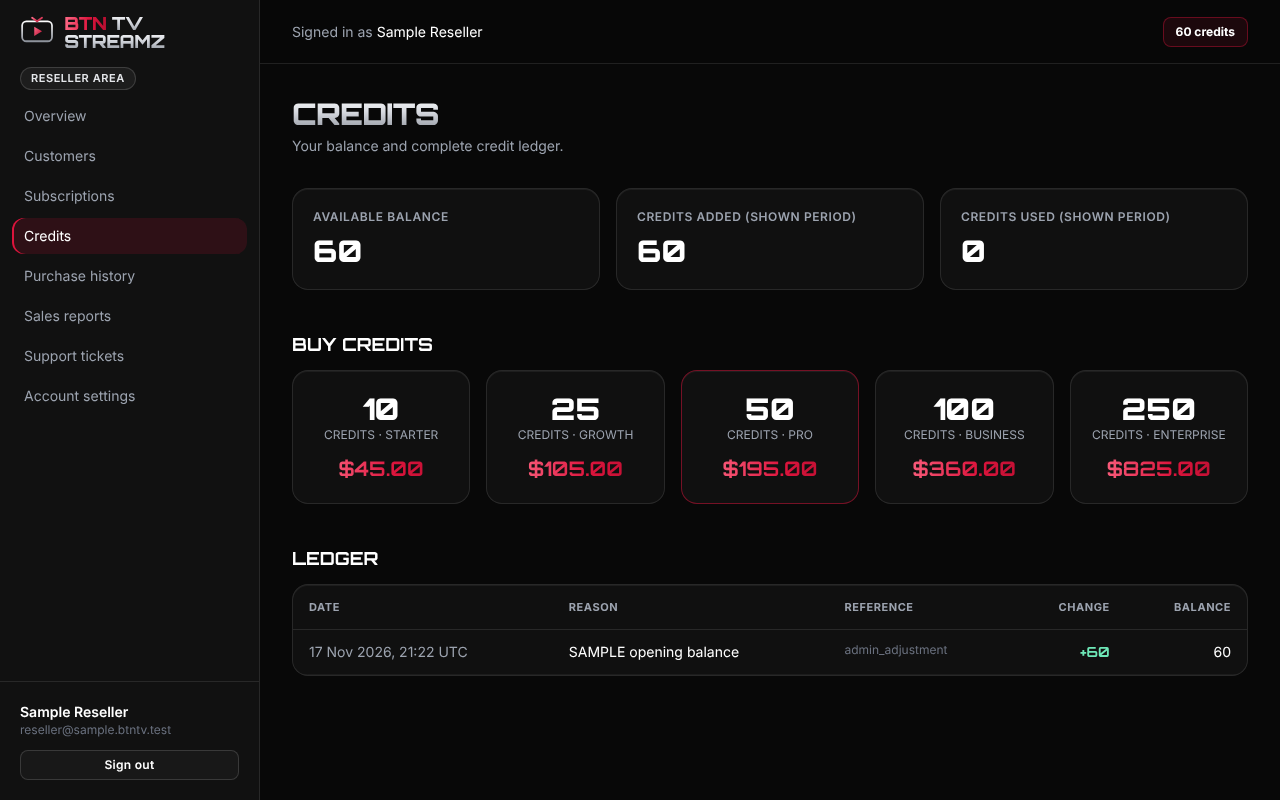 BTN TV
STREAMZ
RESELLER AREA
Overview
Customers
Subscriptions
Credits
Purchase history
Sales reports
Support tickets
Account settings
Sample Reseller
reseller@sample.btntv.test
Sign out
Signed in as Sample Reseller
60 credits
CREDITS
Your balance and complete credit ledger.
AVAILABLE BALANCE
60
CREDITS ADDED (SHOWN PERIOD)
60
CREDITS USED (SHOWN PERIOD)
0
BUY CREDITS
10
CREDITS · STARTER
$45.00
25
CREDITS · GROWTH
$105.00
50
CREDITS · PRO
$195.00
100
CREDITS · BUSINESS
$360.00
250
CREDITS · ENTERPRISE
$825.00
LEDGER
DATE REASON REFERENCE CHANGE BALANCE
17 Nov 2026, 21:22 UTC SAMPLE opening balance admin_adjustment +60 60